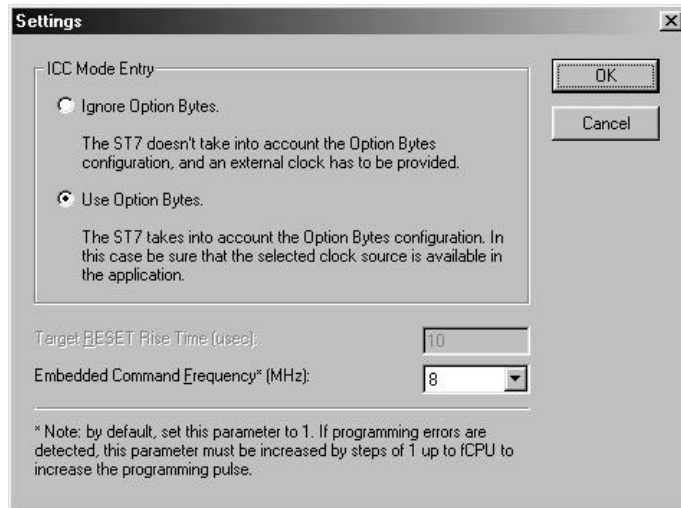 Settings
ICC Mode Entry
OK
Ignore Option Bytes.
Cancel
The ST7 doesn't take into account the Option Bytes
configuration, and an external clock has to be provided.
Use Option Bytes.
The ST7 takes into account the Option Bytes configuration. In
this case be sure that the selected clock source is available in
the application.
Target RESET Rise Time (usec):
10
Embedded Command Frequency* (MHz):
8
* Note: by default, set this parameter to 1. If programming errors are
detected, this parameter must be increased by steps of 1 up to fCPU to
increase the programming pulse.